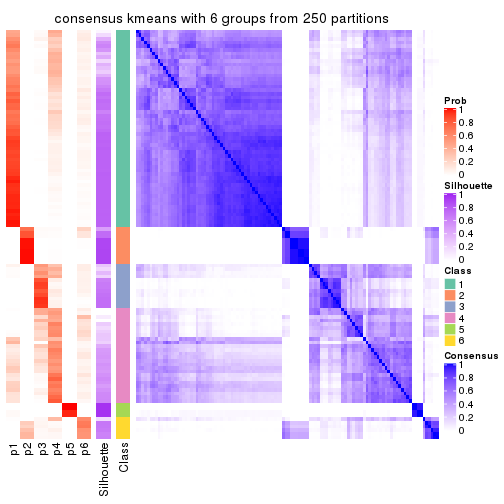 consensus kmeans with 6 groups from 250 partitions
Prob
1
0.8
0.6
0.4
0.2
0
Silhouette
1
0.8
0.6
0.4
0.2
0
Class
1
2
3
4
5
6
Consensus
1
0.8
0.6
0.4
0.2
0
p1
p2
p3
p4
p5
p6
Silhouette
Class